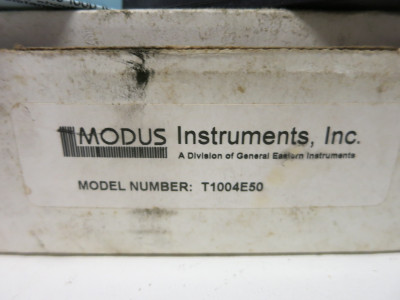 MODUS Instruments, Inc.
A Division of General Eastern Instruments
MODEL NUMBER: T1004E50